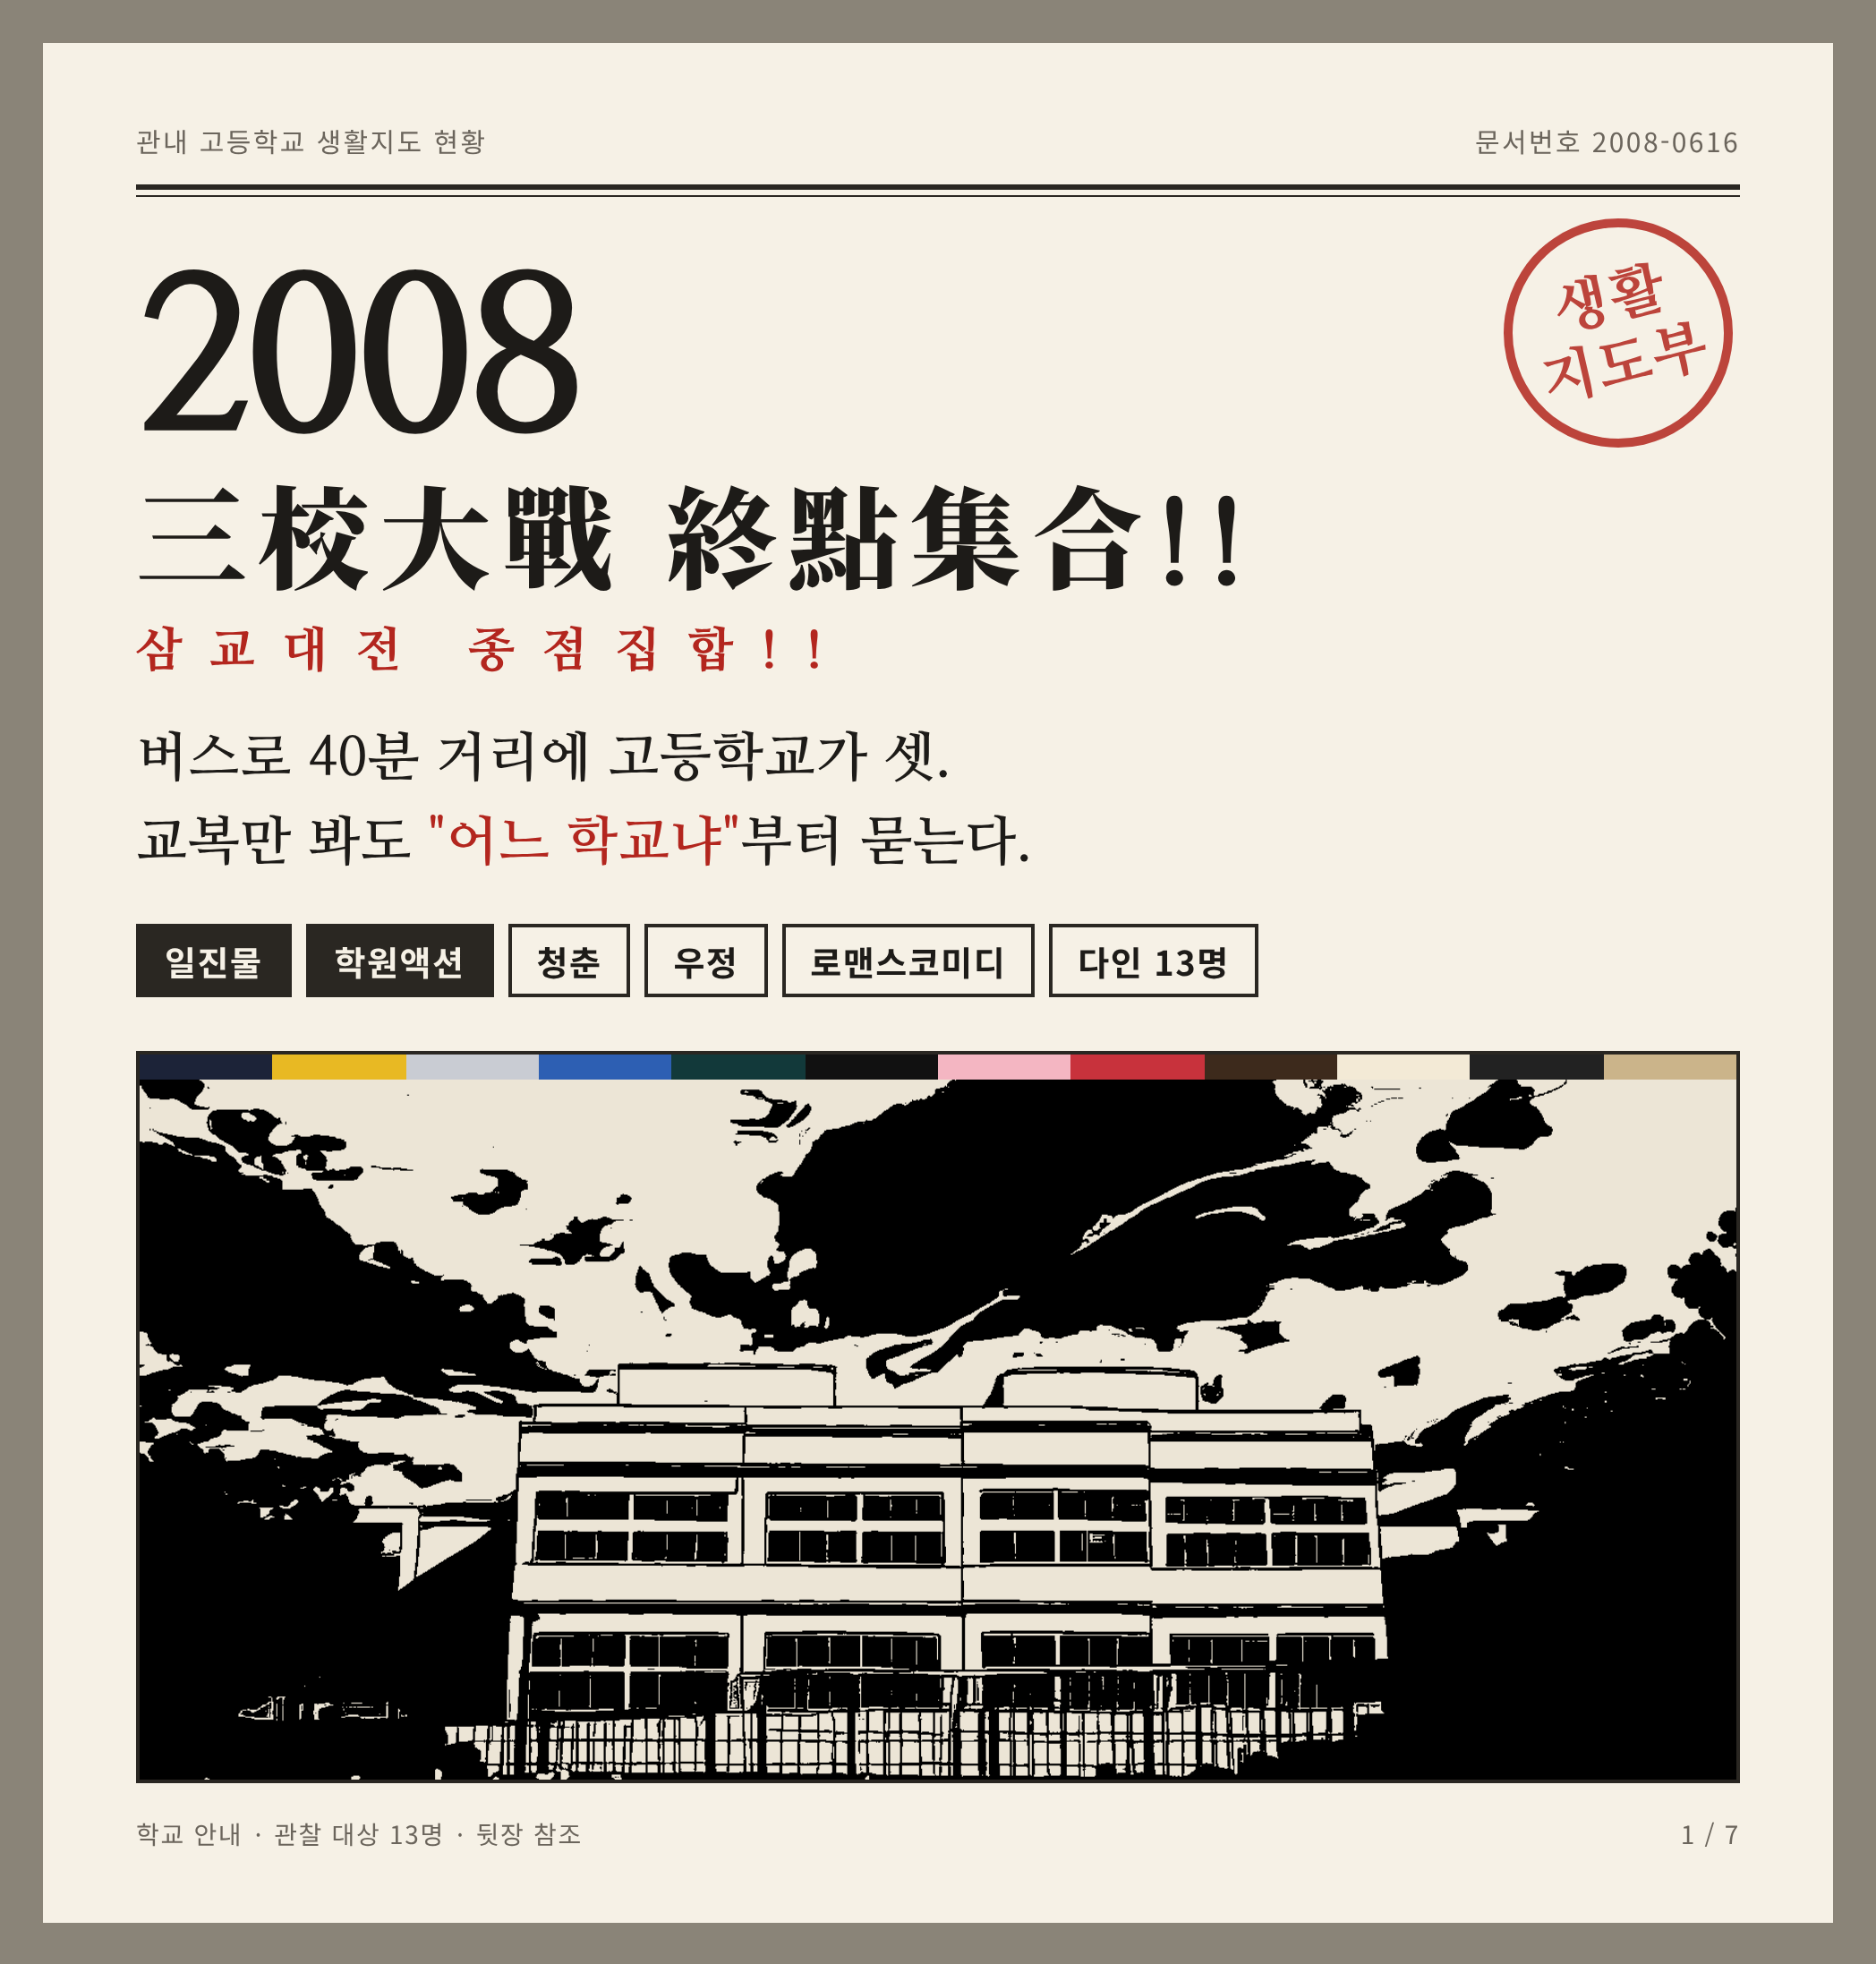 관내 고등학교 생활지도 현황
문서번호 2008-0616
2008
생활
지도부
三校大戰 終點集合!!
삼교대전 종점집합!!
버스로 40분 거리에 고등학교가 셋.
교복만 봐도 "어느 학교냐"부터 묻는다.
일진물 학원액션 청춘 우정 로맨스코미디 다인 13명
학교 안내 · 관찰 대상 13명 · 뒷장 참조
1 / 7